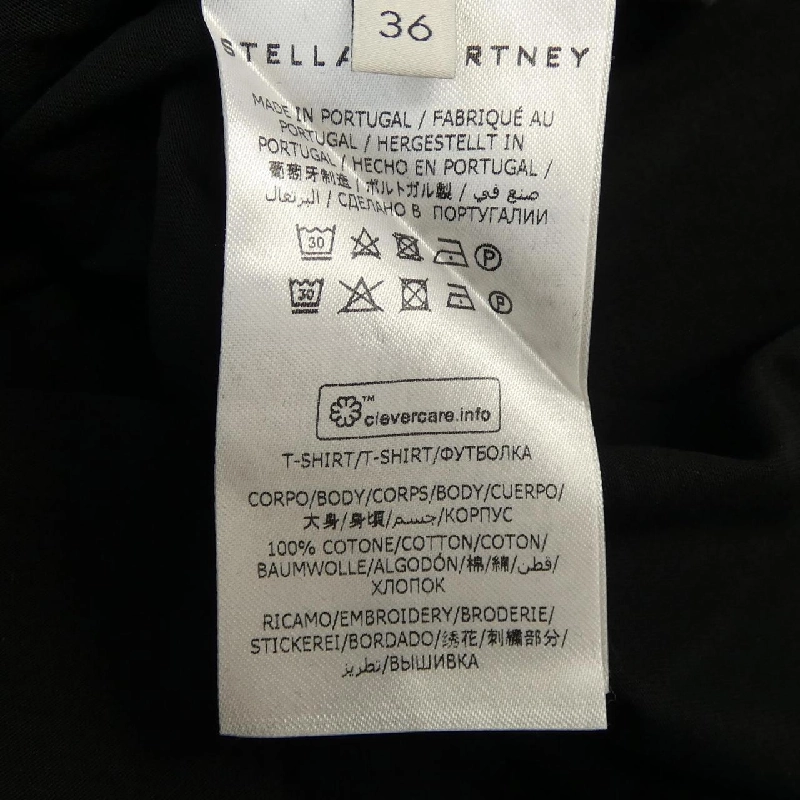 36
STELLA RTNEY
MADE IN PORTUGAL / FABRIQUÉ AU
PORTUGAL / HERGESTELLT IN
PORTUGAL / HECHO EN PORTUGAL /
葡萄牙制造 / ポルトガル製 / صنع في
البرتغال / СДЕЛАНО В ПОРТУГАЛИИ
30 P
30 P
™
clevercare.info
T-SHIRT/T-SHIRT/ФУТБОЛКА
CORPO/BODY/CORPS/BODY/CUERPO/
大身/身頃/جسم/КОРПУС
100% COTONE/COTTON/COTON/
BAUMWOLLE/ALGODÓN/棉/綿/قطن/
ХЛОПОК
RICAMO/EMBROIDERY/BRODERIE/
STICKEREI/BORDADO/绣花/刺繍部分/
تطريز/ВЫШИВКА